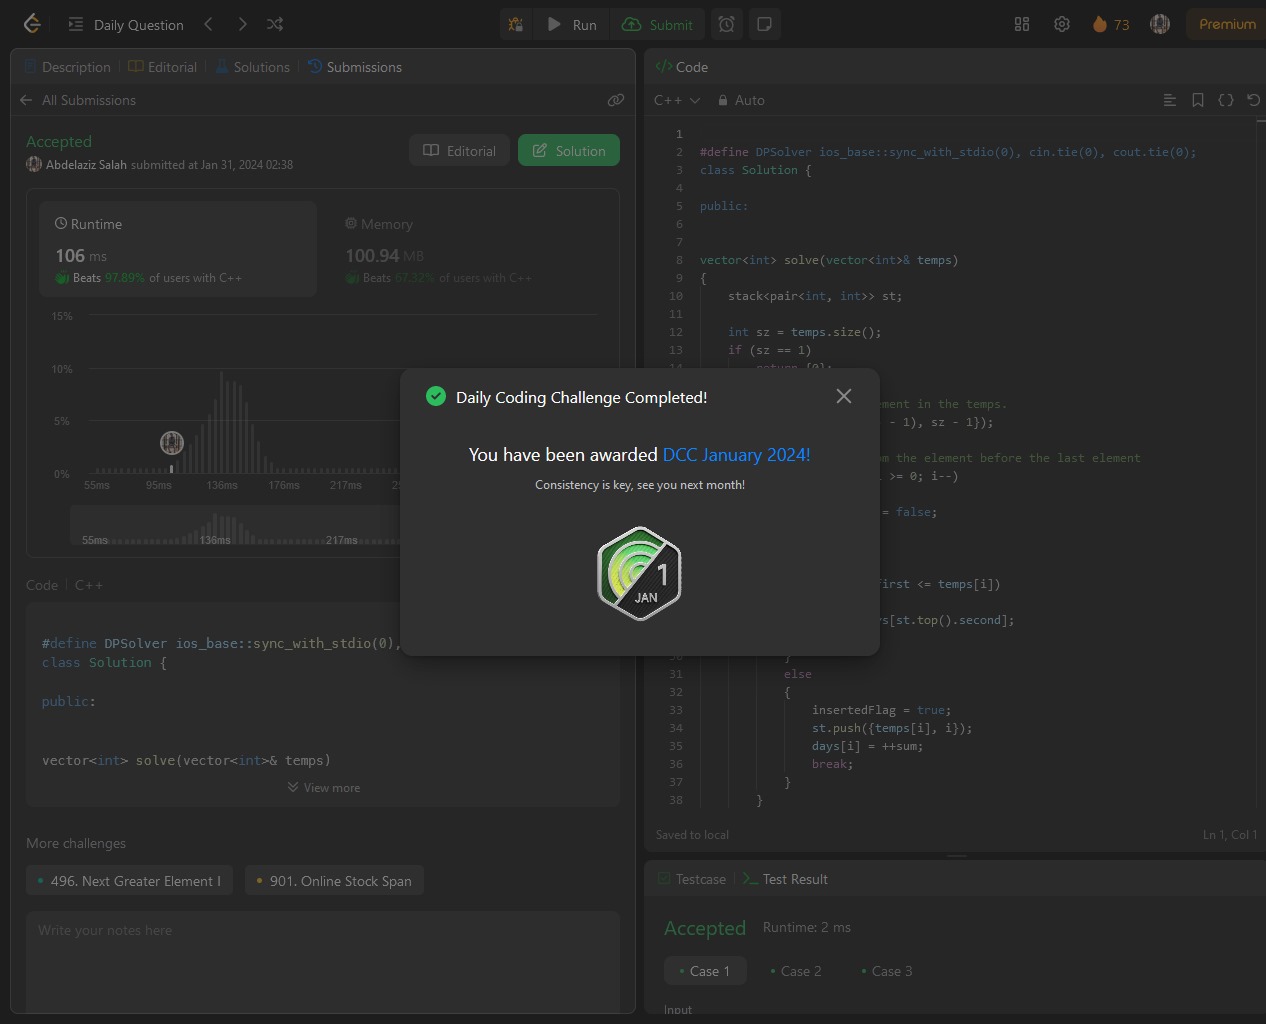 Daily Question
Run
Submit
73
Premium
Description
Editorial
Solutions
Submissions
All Submissions
Accepted
Abdelaziz Salah submitted at Jan 31, 2024 02:38
Editorial
Solution
Runtime
106 ms
Beats 97.89% of users with C++
Memory
100.94 MB
Beats 67.32% of users with C++
15%
10%
5%
0%
55ms
95ms
136ms
176ms
217ms
55ms
136ms
217ms
Code
C++
#define DPSolver ios_base::sync_with_stdio(0),
class Solution {
public:
vector<int> solve(vector<int>& temps)
View more
More challenges
496. Next Greater Element I
901. Online Stock Span
Write your notes here
Daily Coding Challenge Completed!
You have been awarded DCC January 2024!
Consistency is key, see you next month!
1
JAN
Code
C++
Auto
1
2 #define DPSolver ios_base::sync_with_stdio(0), cin.tie(0), cout.tie(0);
3 class Solution {
4
5 public:
6
7
8 vector<int> solve(vector<int>& temps)
9 {
10 stack<pair<int, int>> st;
11
12 int sz = temps.size();
13 if (sz == 1)
14 return {0};
ement in the temps.
- 1), sz - 1});
om the element before the last element
>= 0; i--)
= false;
irst <= temps[i])
s[st.top().second];
30 }
31 else
32 {
33 insertedFlag = true;
34 st.push({temps[i], i});
35 days[i] = ++sum;
36 break;
37 }
38 }
Saved to local
Ln 1, Col 1
Testcase
Test Result
Accepted
Runtime: 2 ms
Case 1
Case 2
Case 3
Input